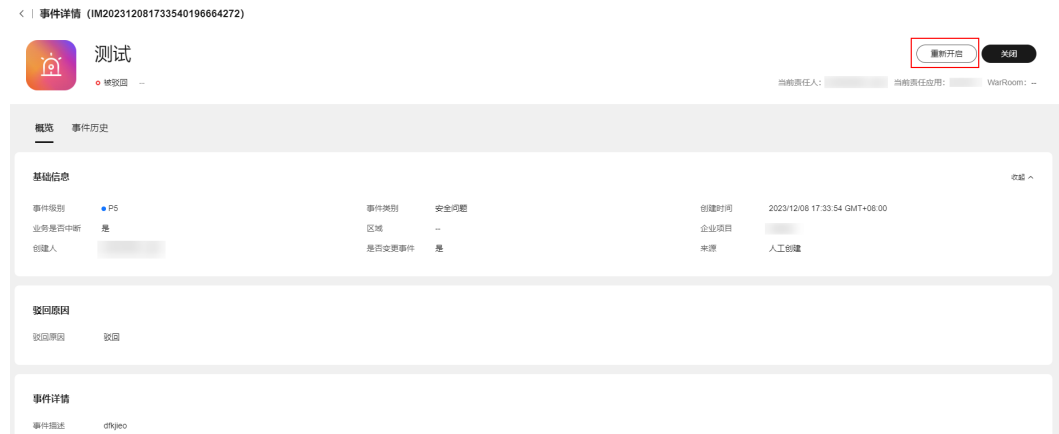 < | 事件详情（IM202312081733540196664272）
测试
重新开启 关闭
被驳回 --
当前责任人： 当前责任应用： WarRoom： --
概览 事件历史
基础信息 收起
事件级别 P5 事件类别 安全问题 创建时间 2023/12/08 17:33:54 GMT+08:00
业务是否中断 是 区域 -- 企业项目
创建人 是否变更事件 是 来源 人工创建
驳回原因
驳回原因 驳回
事件详情
事件描述 dfkjieo